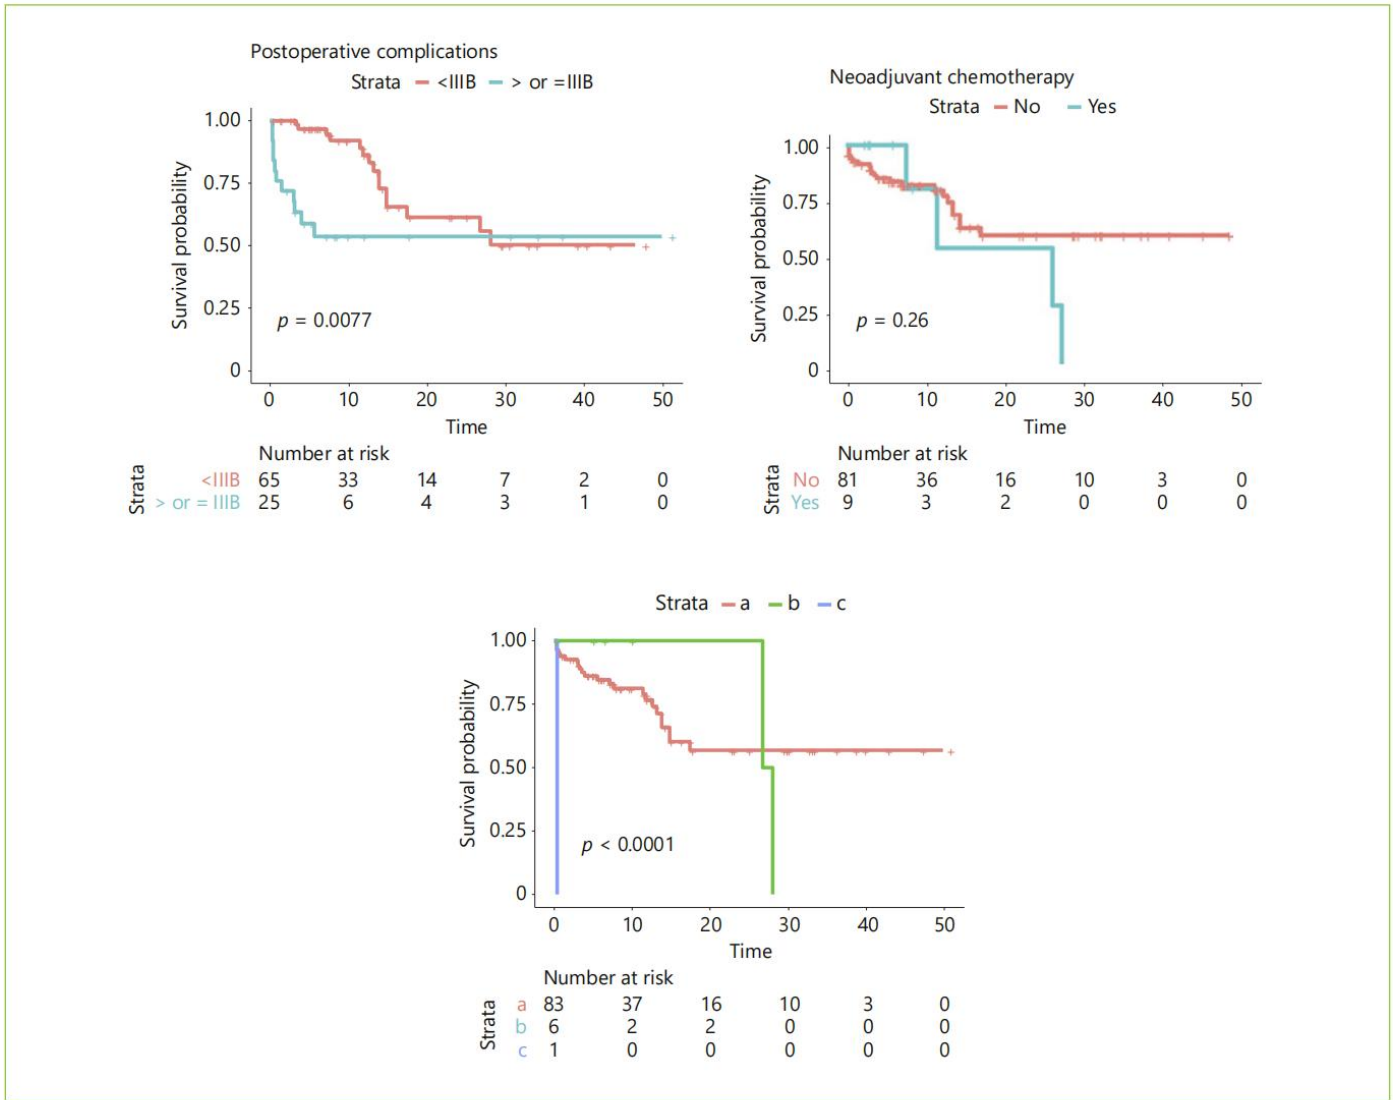 Postoperative complications
Strata <IIIB > or =IIIB
1.00
0.75
0.50
0.25
0
Survival probability
p = 0.0077
0 10 20 30 40 50
Time
Number at risk
Strata
<IIIB 65 33 14 7 2 0
> or = IIIB 25 6 4 3 1 0
Neoadjuvant chemotherapy
Strata No Yes
1.00
0.75
0.50
0.25
0
Survival probability
p = 0.26
0 10 20 30 40 50
Time
Number at risk
Strata
No 81 36 16 10 3 0
Yes 9 3 2 0 0 0
Strata a b c
1.00
0.75
0.50
0.25
0
Survival probability
p < 0.0001
0 10 20 30 40 50
Time
Number at risk
Strata
a 83 37 16 10 3 0
b 6 2 2 0 0 0
c 1 0 0 0 0 0